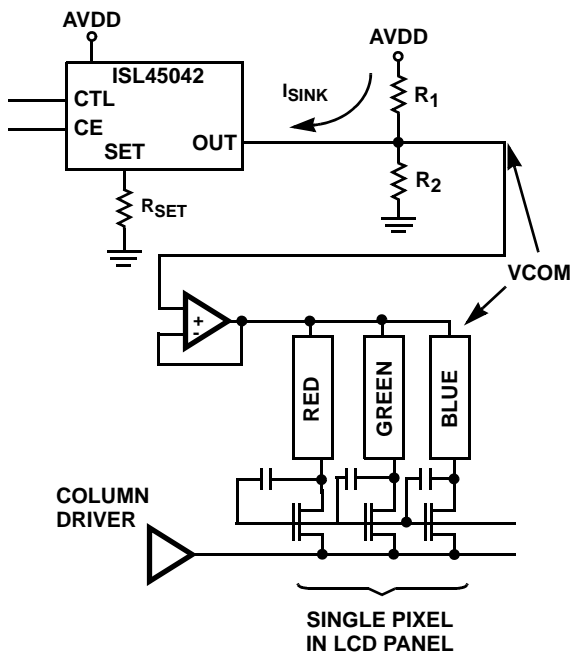 AVDD
ISL45042
CTL
CE
SET
OUT
RSET
ISINK
AVDD
R1
R2
VCOM
+
-
RED
GREEN
BLUE
COLUMN
DRIVER
SINGLE PIXEL
IN LCD PANEL